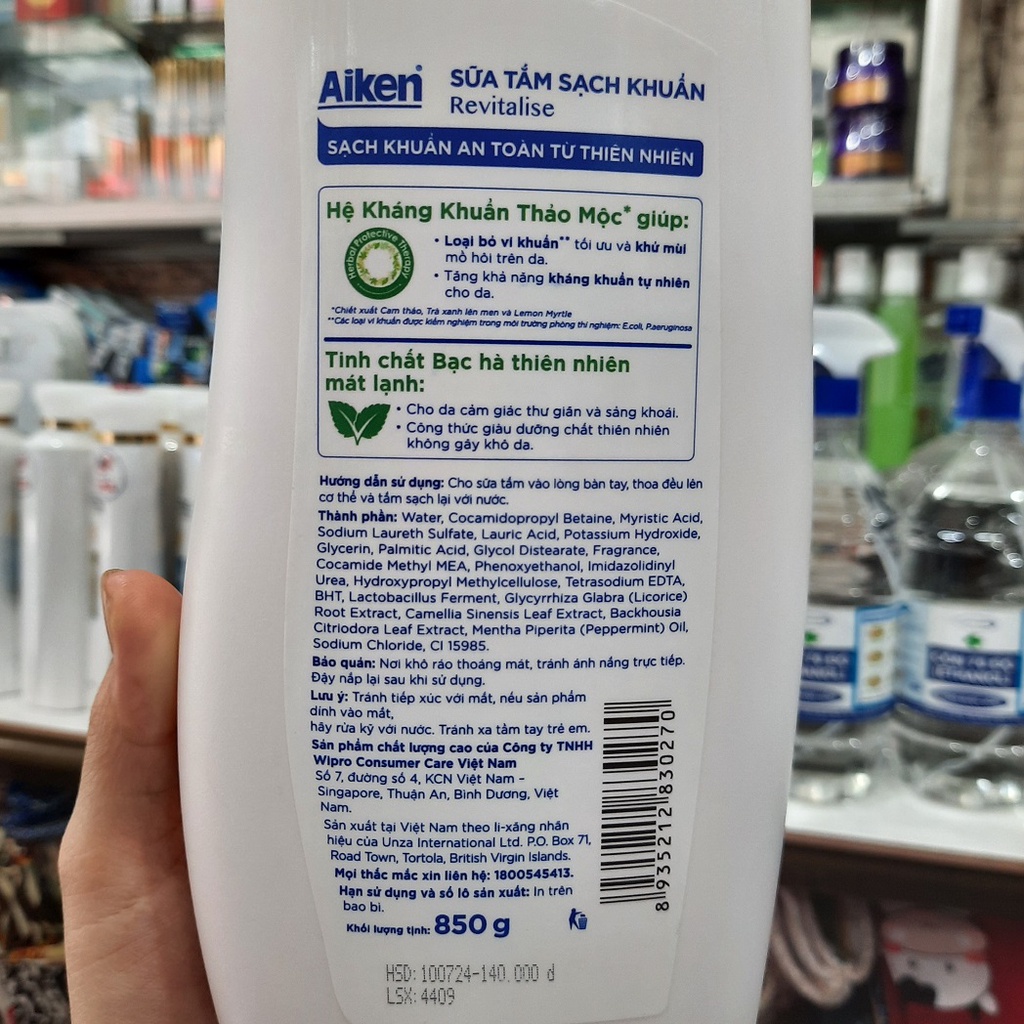 Aiken
SỮA TẮM SẠCH KHUẨN
Revitalise
SẠCH KHUẨN AN TOÀN TỪ THIÊN NHIÊN
Hệ Kháng Khuẩn Thảo Mộc* giúp:
Herbal Protective Therapy
• Loại bỏ vi khuẩn** tối ưu và khử mùi
mồ hôi trên da.
• Tăng khả năng kháng khuẩn tự nhiên
cho da.
*Chiết xuất Cam thảo, Trà xanh lên men và Lemon Myrtle
**Các loại vi khuẩn được kiểm nghiệm trong môi trường phòng thí nghiệm: E.coli, P.aeruginosa
Tinh chất Bạc hà thiên nhiên
mát lạnh:
• Cho da cảm giác thư giãn và sảng khoái.
• Công thức giàu dưỡng chất thiên nhiên
không gây khô da.
Hướng dẫn sử dụng: Cho sữa tắm vào lòng bàn tay, thoa đều lên
cơ thể và tắm sạch lại với nước.
Thành phần: Water, Cocamidopropyl Betaine, Myristic Acid,
Sodium Laureth Sulfate, Lauric Acid, Potassium Hydroxide,
Glycerin, Palmitic Acid, Glycol Distearate, Fragrance,
Cocamide Methyl MEA, Phenoxyethanol, Imidazolidinyl
Urea, Hydroxypropyl Methylcellulose, Tetrasodium EDTA,
BHT, Lactobacillus Ferment, Glycyrrhiza Glabra (Licorice)
Root Extract, Camellia Sinensis Leaf Extract, Backhousia
Citriodora Leaf Extract, Mentha Piperita (Peppermint) Oil,
Sodium Chloride, CI 15985.
Bảo quản: Nơi khô ráo thoáng mát, tránh ánh nắng trực tiếp.
Đậy nắp lại sau khi sử dụng.
Lưu ý: Tránh tiếp xúc với mắt, nếu sản phẩm
dính vào mắt,
hãy rửa kỹ với nước. Tránh xa tầm tay trẻ em.
Sản phẩm chất lượng cao của Công ty TNHH
Wipro Consumer Care Việt Nam
Số 7, đường số 4, KCN Việt Nam –
Singapore, Thuận An, Bình Dương, Việt
Nam.
Sản xuất tại Việt Nam theo li-xăng nhãn
hiệu của Unza International Ltd. P.O. Box 71,
Road Town, Tortola, British Virgin Islands.
Mọi thắc mắc xin liên hệ: 1800545413.
Hạn sử dụng và số lô sản xuất: In trên
bao bì.
Khối lượng tịnh: 850 g
8 935212 830270
HSD: 100724-140.000 đ
LSX: 4409